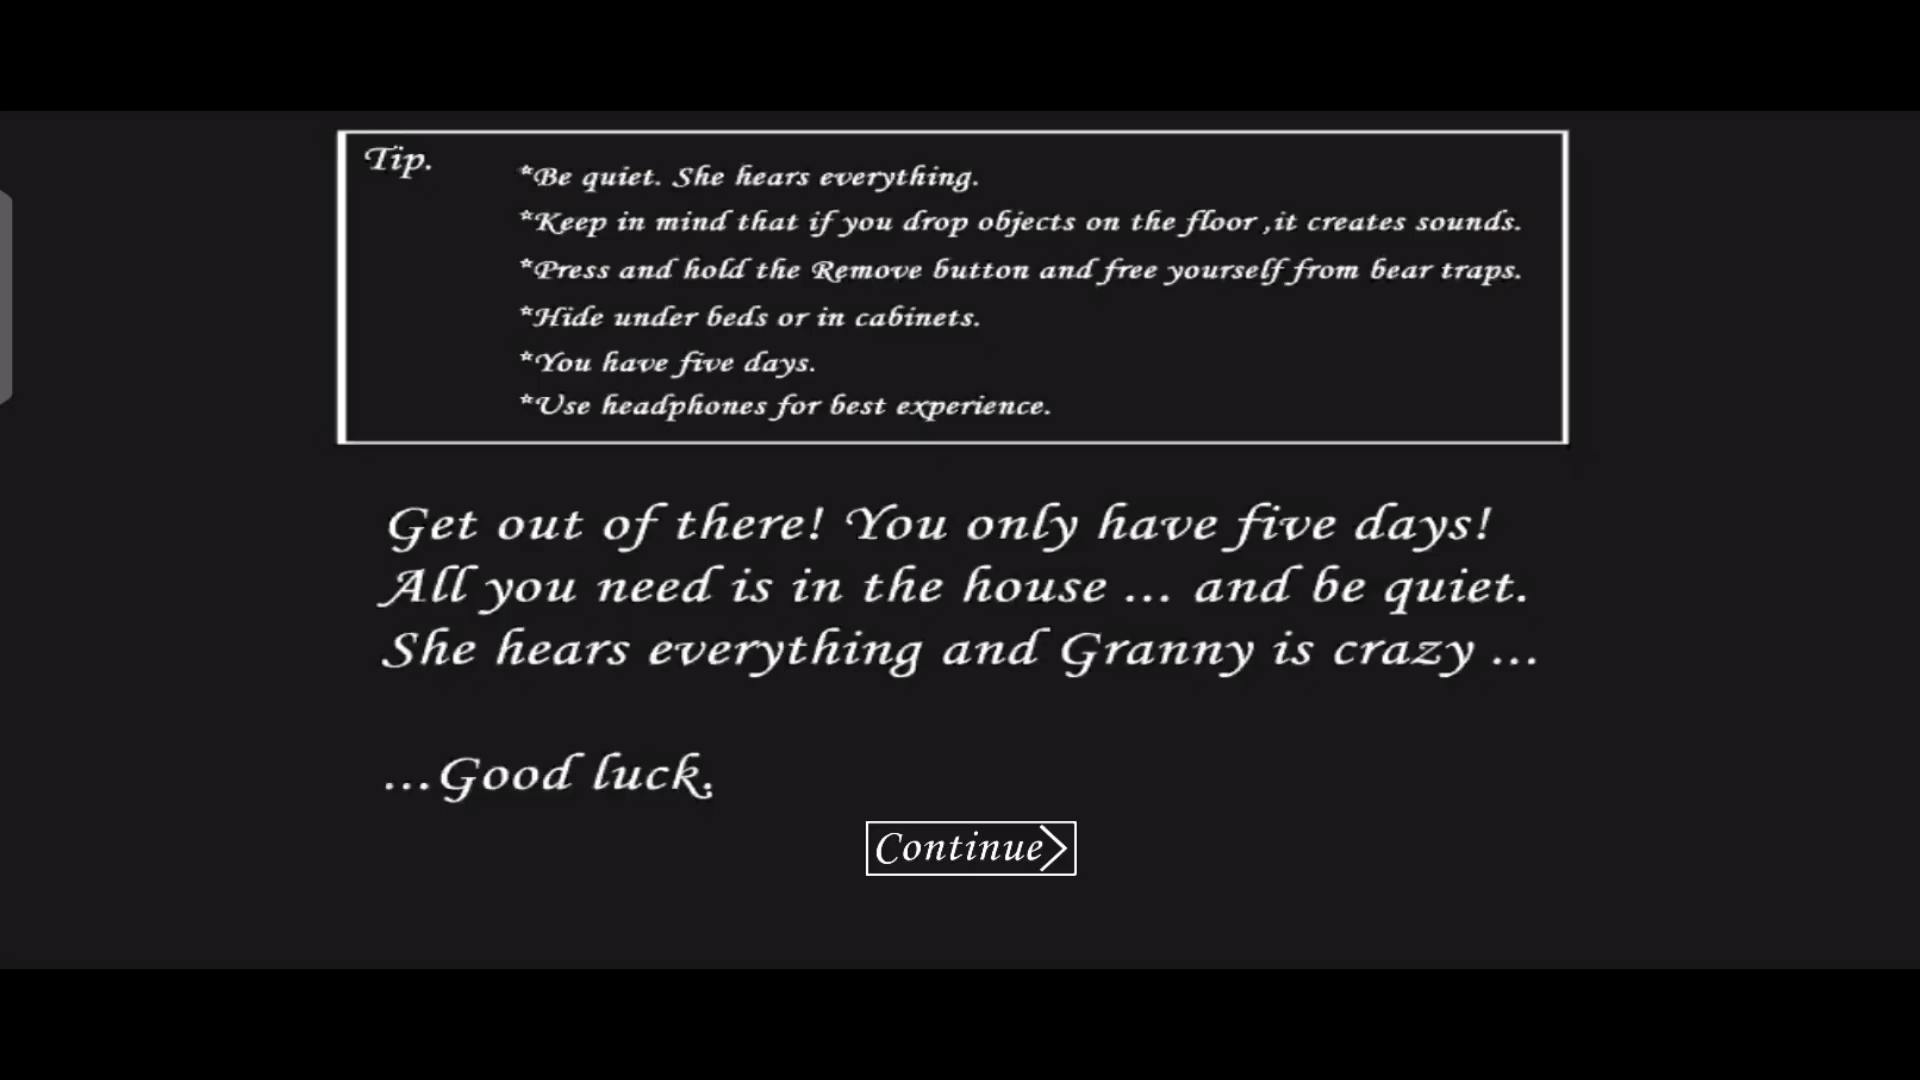 Tip.
*Be quiet. She hears everything.
*Keep in mind that if you drop objects on the floor ,it creates sounds.
*Press and hold the Remove button and free yourself from bear traps.
*Hide under beds or in cabinets.
*You have five days.
*Use headphones for best experience.
Get out of there! You only have five days!
All you need is in the house ... and be quiet.
She hears everything and Granny is crazy ...
...Good luck.
Continue>